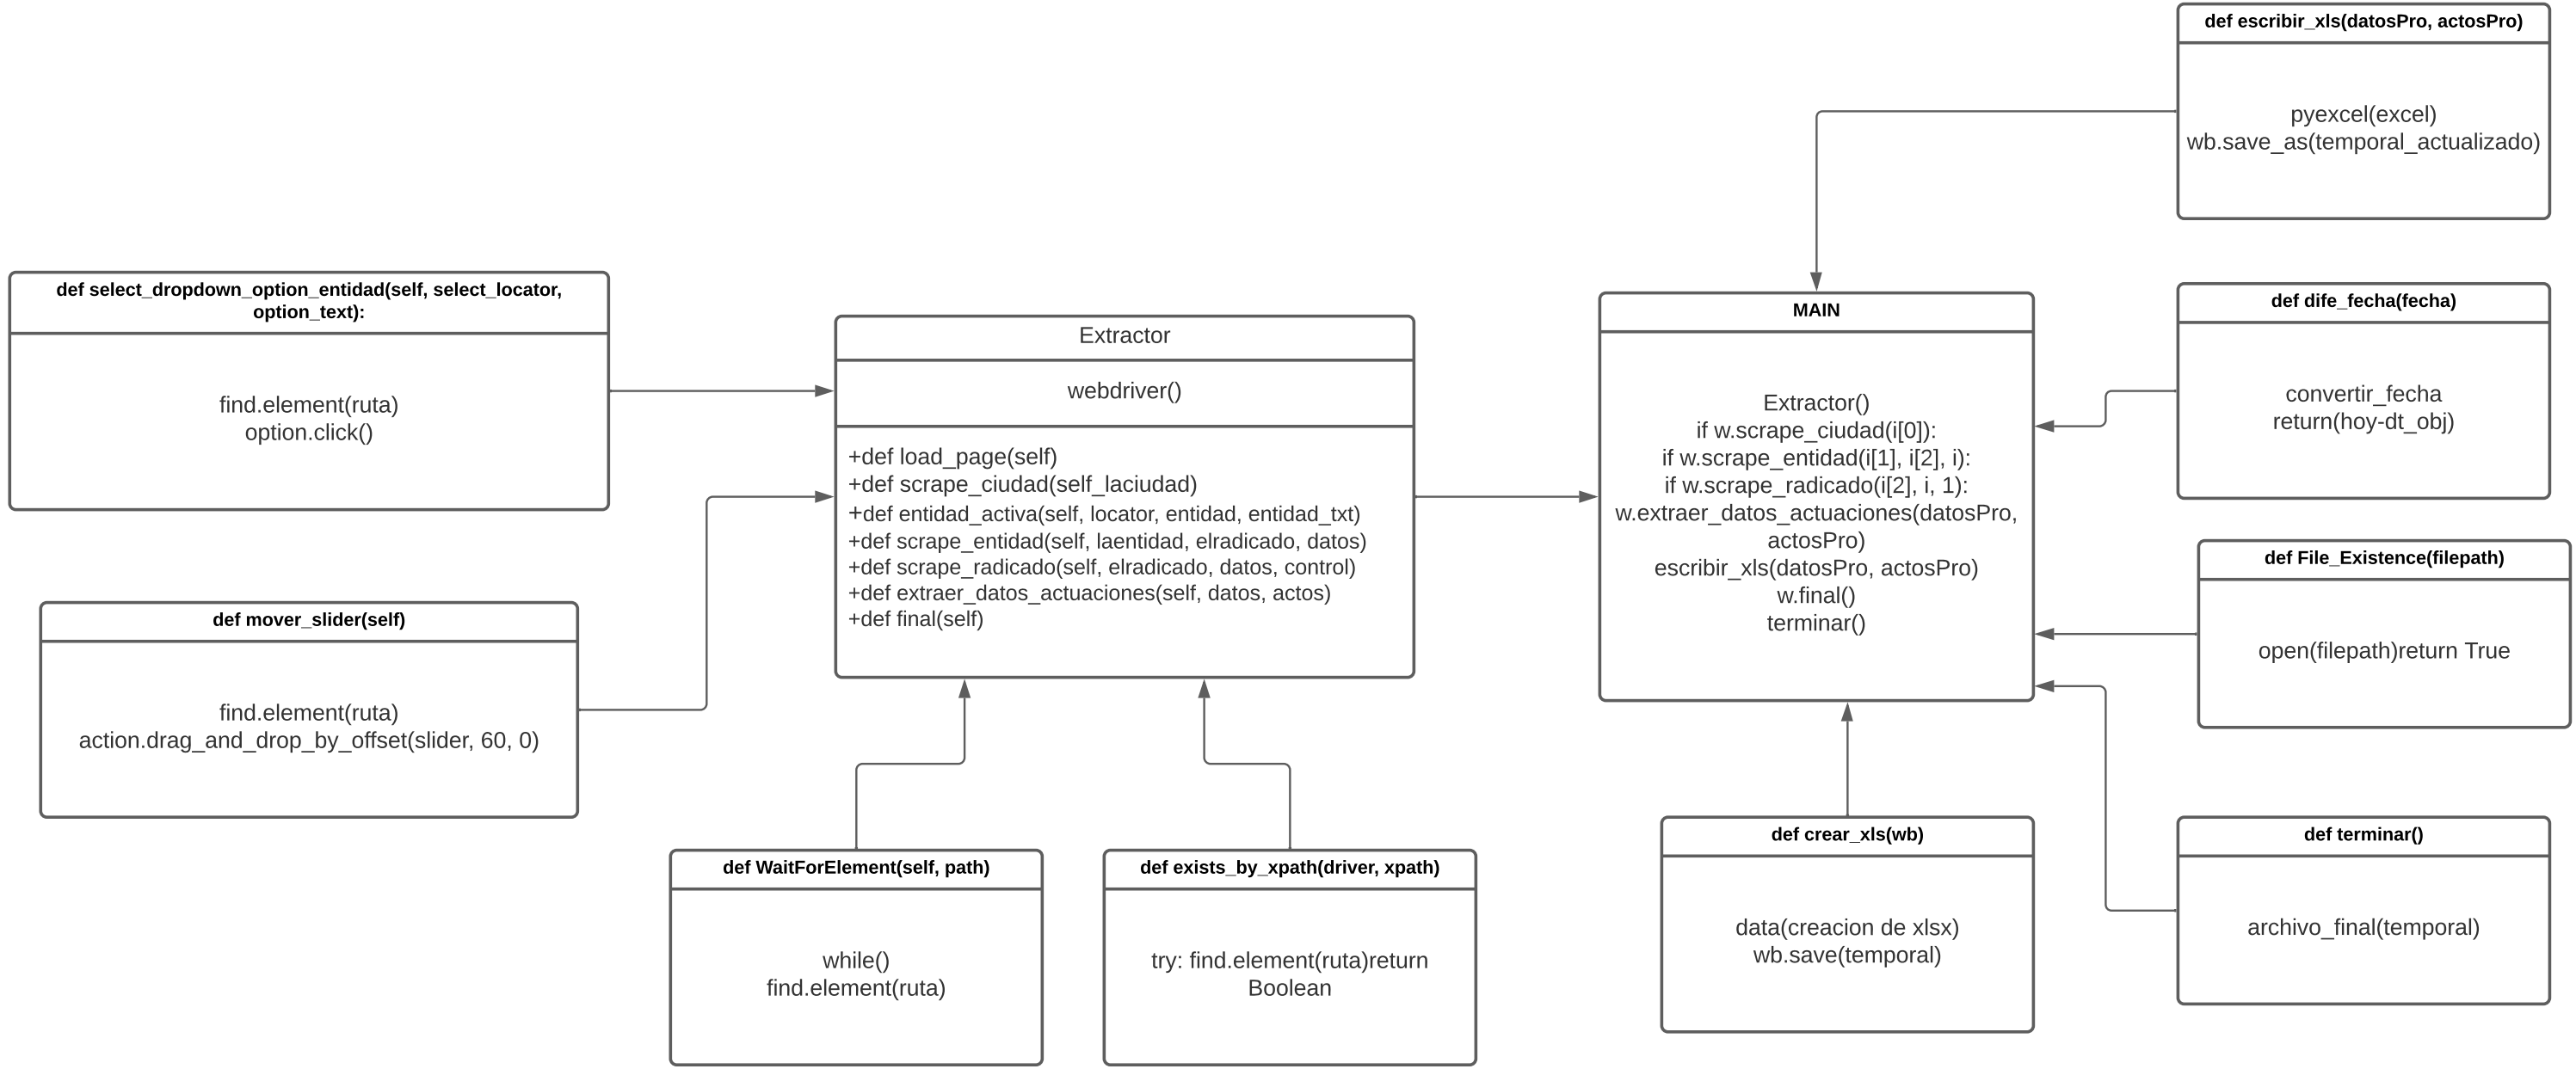 def escribir_xls(datosPro, actosPro)
pyexcel(excel)
wb.save_as(temporal_actualizado)
def select_dropdown_option_entidad(self, select_locator,
option_text):
find.element(ruta)
option.click()
def mover_slider(self)
find.element(ruta)
action.drag_and_drop_by_offset(slider, 60, 0)
Extractor
webdriver()
+def load_page(self)
+def scrape_ciudad(self_laciudad)
+def entidad_activa(self, locator, entidad, entidad_txt)
+def scrape_entidad(self, laentidad, elradicado, datos)
+def scrape_radicado(self, elradicado, datos, control)
+def extraer_datos_actuaciones(self, datos, actos)
+def final(self)
def WaitForElement(self, path)
while()
find.element(ruta)
def exists_by_xpath(driver, xpath)
try: find.element(ruta)return
Boolean
MAIN
Extractor()
if w.scrape_ciudad(i[0]):
if w.scrape_entidad(i[1], i[2], i):
if w.scrape_radicado(i[2], i, 1):
w.extraer_datos_actuaciones(datosPro,
actosPro)
escribir_xls(datosPro, actosPro)
w.final()
terminar()
def crear_xls(wb)
data(creacion de xlsx)
wb.save(temporal)
def dife_fecha(fecha)
convertir_fecha
return(hoy-dt_obj)
def File_Existence(filepath)
open(filepath)return True
def terminar()
archivo_final(temporal)